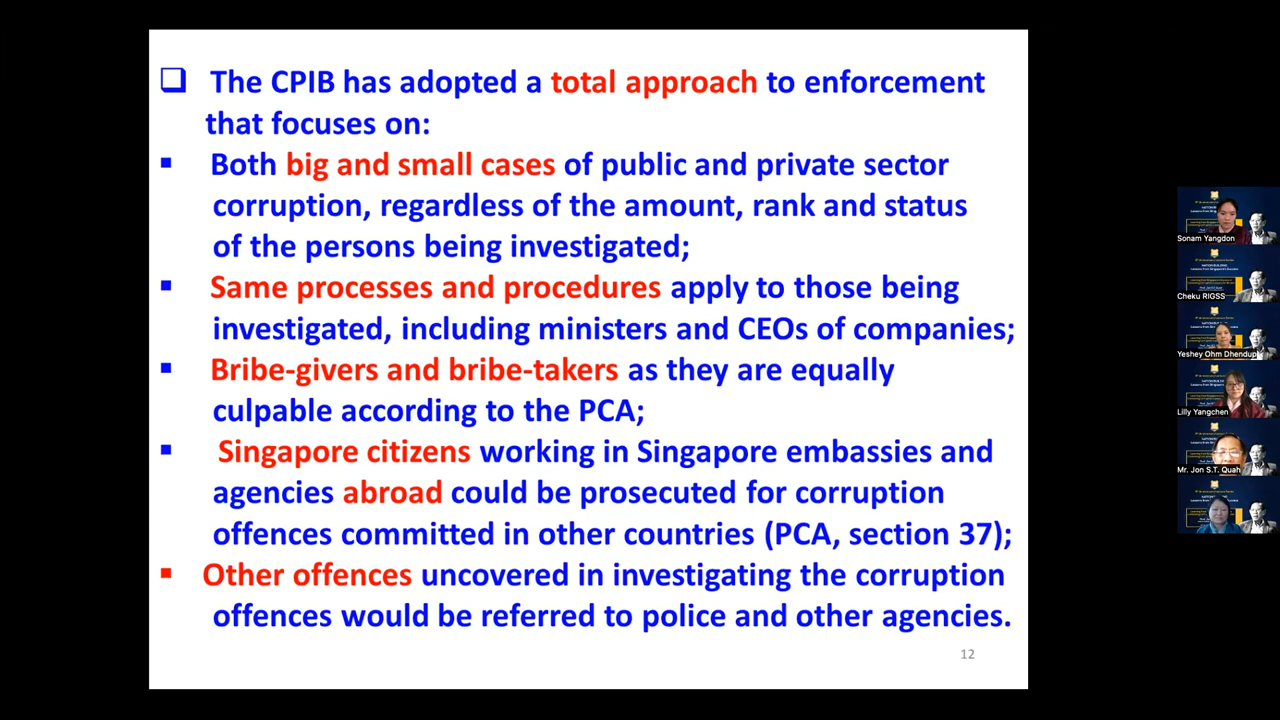 The CPIB has adopted a total approach to enforcement
that focuses on:
Both big and small cases of public and private sector
corruption, regardless of the amount, rank and status
of the persons being investigated;
Same processes and procedures apply to those being
investigated, including ministers and CEOs of companies;
Bribe-givers and bribe-takers as they are equally
culpable according to the PCA;
Singapore citizens working in Singapore embassies and
agencies abroad could be prosecuted for corruption
offences committed in other countries (PCA, section 37);
Other offences uncovered in investigating the corruption
offences would be referred to police and other agencies.
12
Sonam Yangdon
Cheku RIGSS
Yeshey Ohm Dhendup
Lilly Yangchen
Mr. Jon S.T. Quah